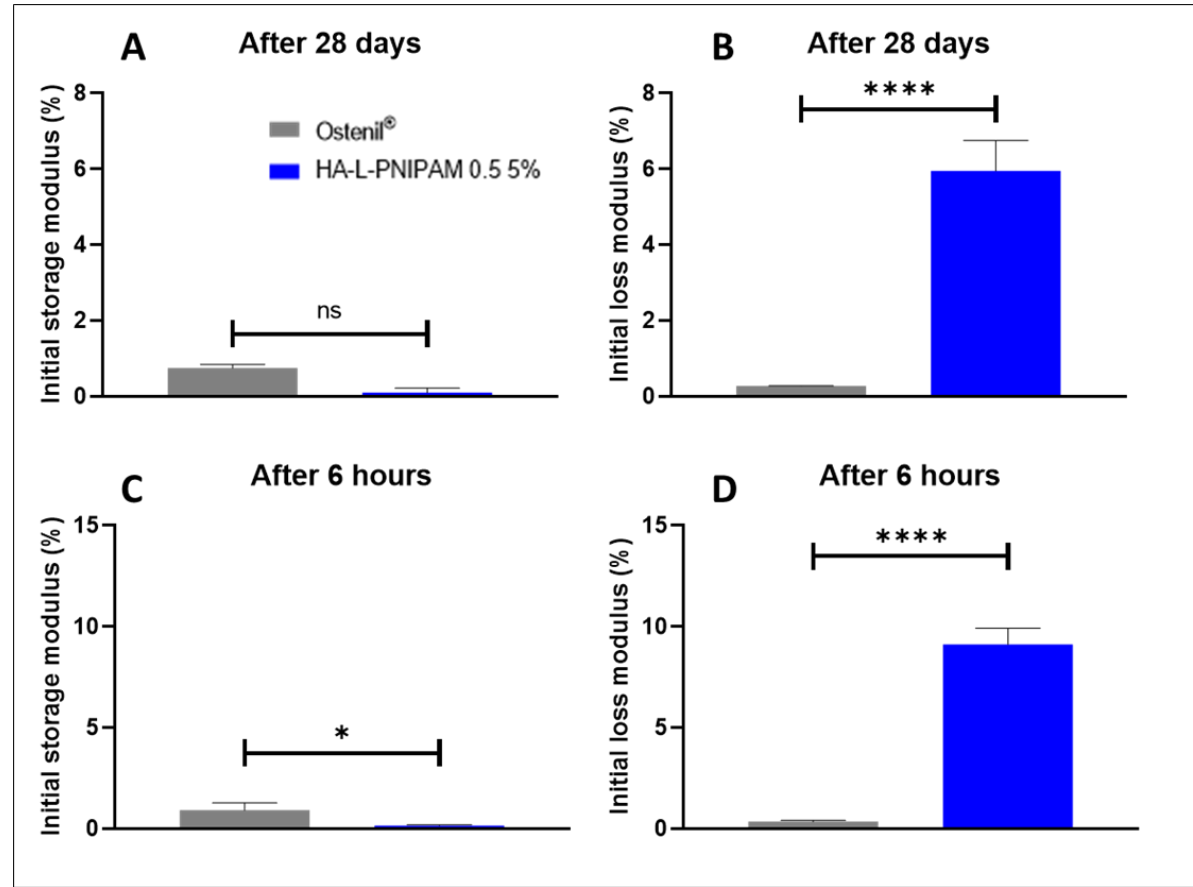 A After 28 days
Initial storage modulus (%)
8
6
4
2
0
Ostenil®
HA-L-PNIPAM 0.5 5%
ns
B After 28 days
Initial loss modulus (%)
8
6
4
2
0
****
C After 6 hours
Initial storage modulus (%)
15
10
5
0
*
D After 6 hours
Initial loss modulus (%)
15
10
5
0
****